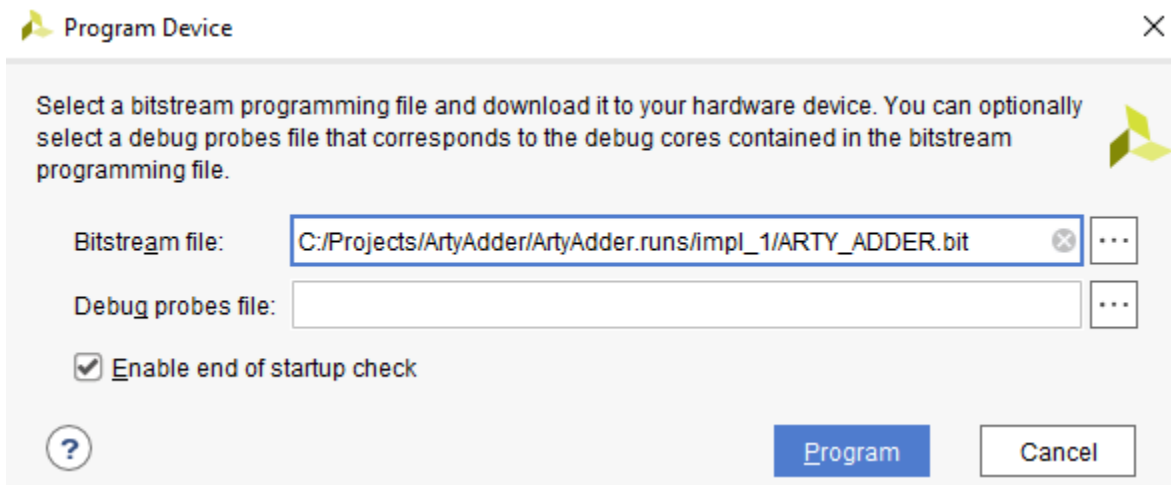 Program Device
Select a bitstream programming file and download it to your hardware device. You can optionally
select a debug probes file that corresponds to the debug cores contained in the bitstream
programming file.
Bitstream file: C:/Projects/ArtyAdder/ArtyAdder.runs/impl_1/ARTY_ADDER.bit ...
Debug probes file: ...
Enable end of startup check
? Program Cancel